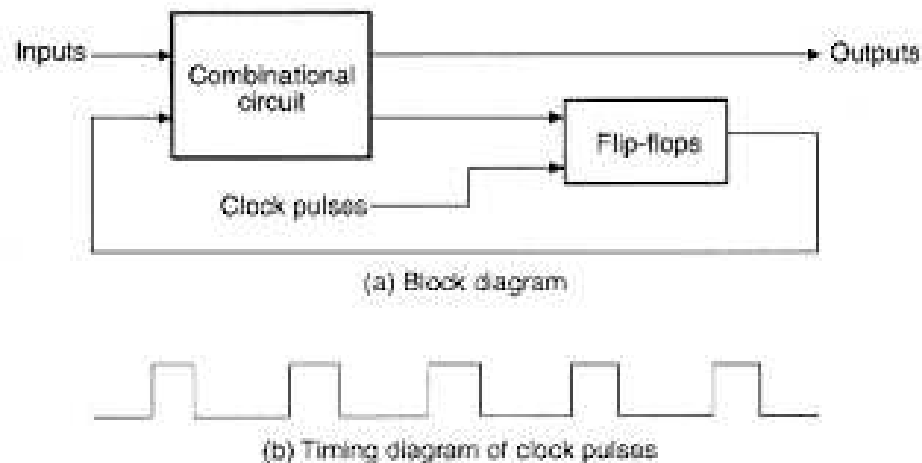 Inputs
Outputs
Combinational
circuit
Flip-flops
Clock pulses
(a) Block diagram
(b) Timing diagram of clock pulses